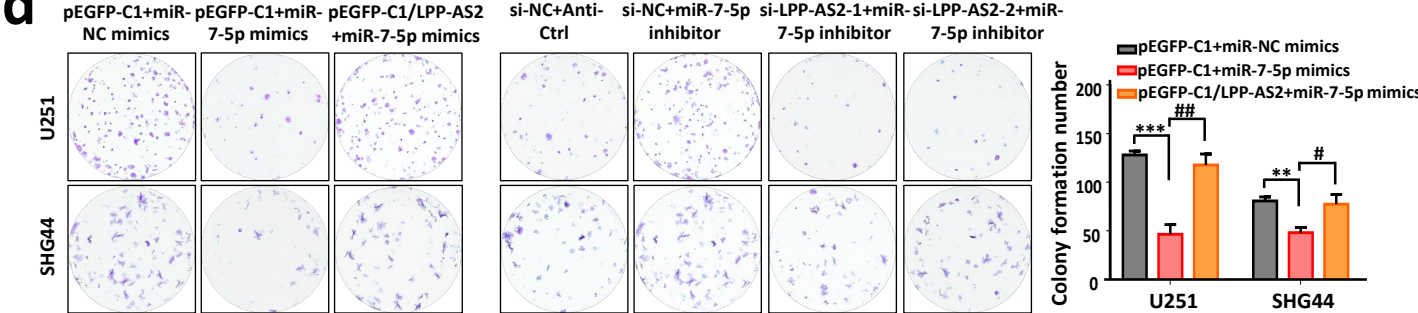 d
pEGFP-C1+miR-
NC mimics
pEGFP-C1+miR-
7-5p mimics
pEGFP-C1/LPP-AS2
+miR-7-5p mimics
si-NC+Anti-
Ctrl
si-NC+miR-7-5p
inhibitor
si-LPP-AS2-1+miR-
7-5p inhibitor
si-LPP-AS2-2+miR-
7-5p inhibitor
U251
SHG44
Colony formation number
pEGFP-C1+miR-NC mimics
pEGFP-C1+miR-7-5p mimics
pEGFP-C1/LPP-AS2+miR-7-5p mimics
200
150
100
50
0
***
##
**
#
U251
SHG44